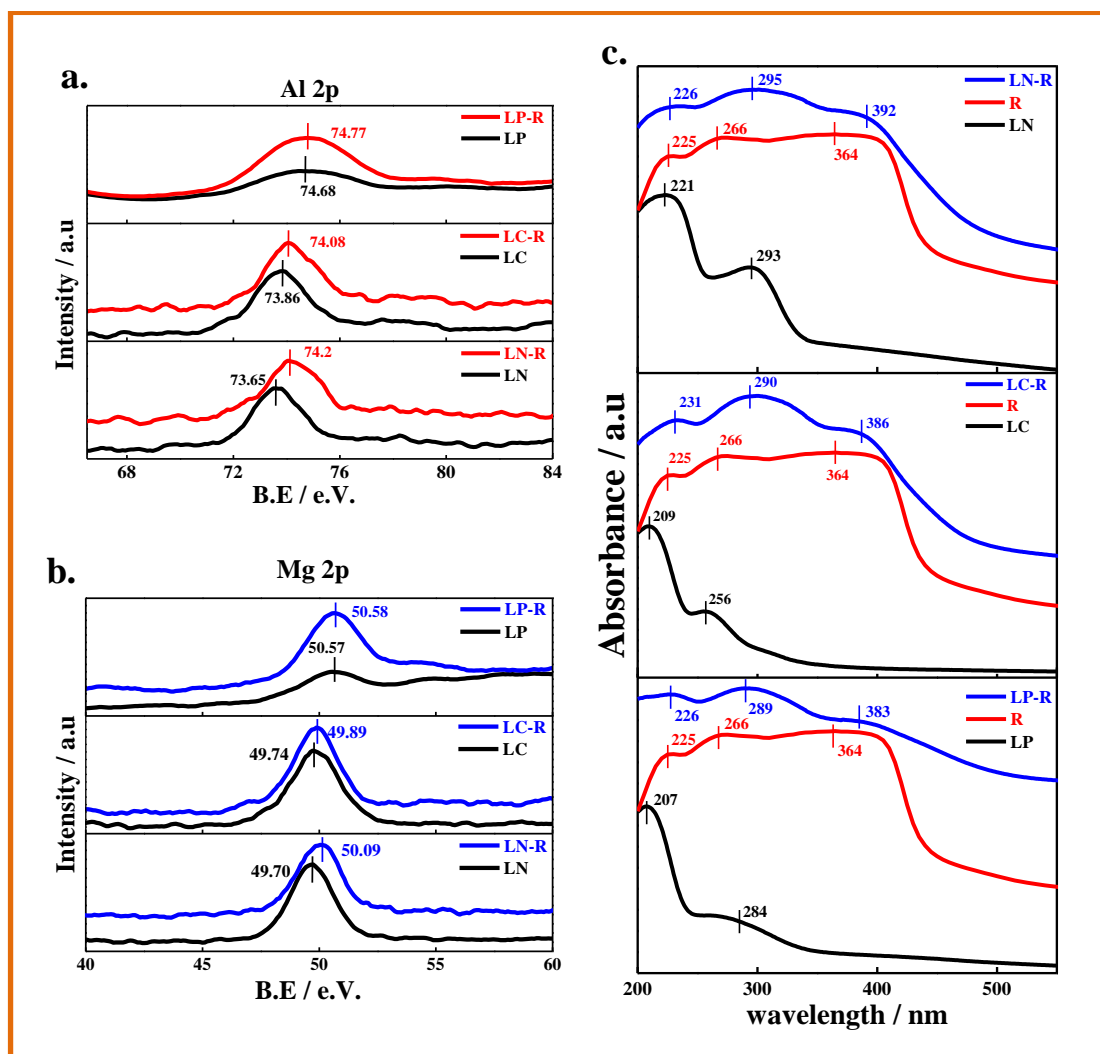 a.
Al 2p
LP-R
LP
74.77
74.68
LC-R
LC
74.08
73.86
LN-R
LN
74.2
73.65
68 72 76 80 84
B.E / e.V.
Intensity / a.u
b.
Mg 2p
LP-R
LP
50.58
50.57
LC-R
LC
49.89
49.74
LN-R
LN
50.09
49.70
40 45 50 55 60
B.E / e.V.
Intensity / a.u
c.
LN-R
R
LN
226 295 392
225 266 364
221 293
LC-R
R
LC
231 290 386
225 266 364
209 256
LP-R
R
LP
226 289 383
225 266 364
207 284
200 300 400 500
wavelength / nm
Absorbance / a.u